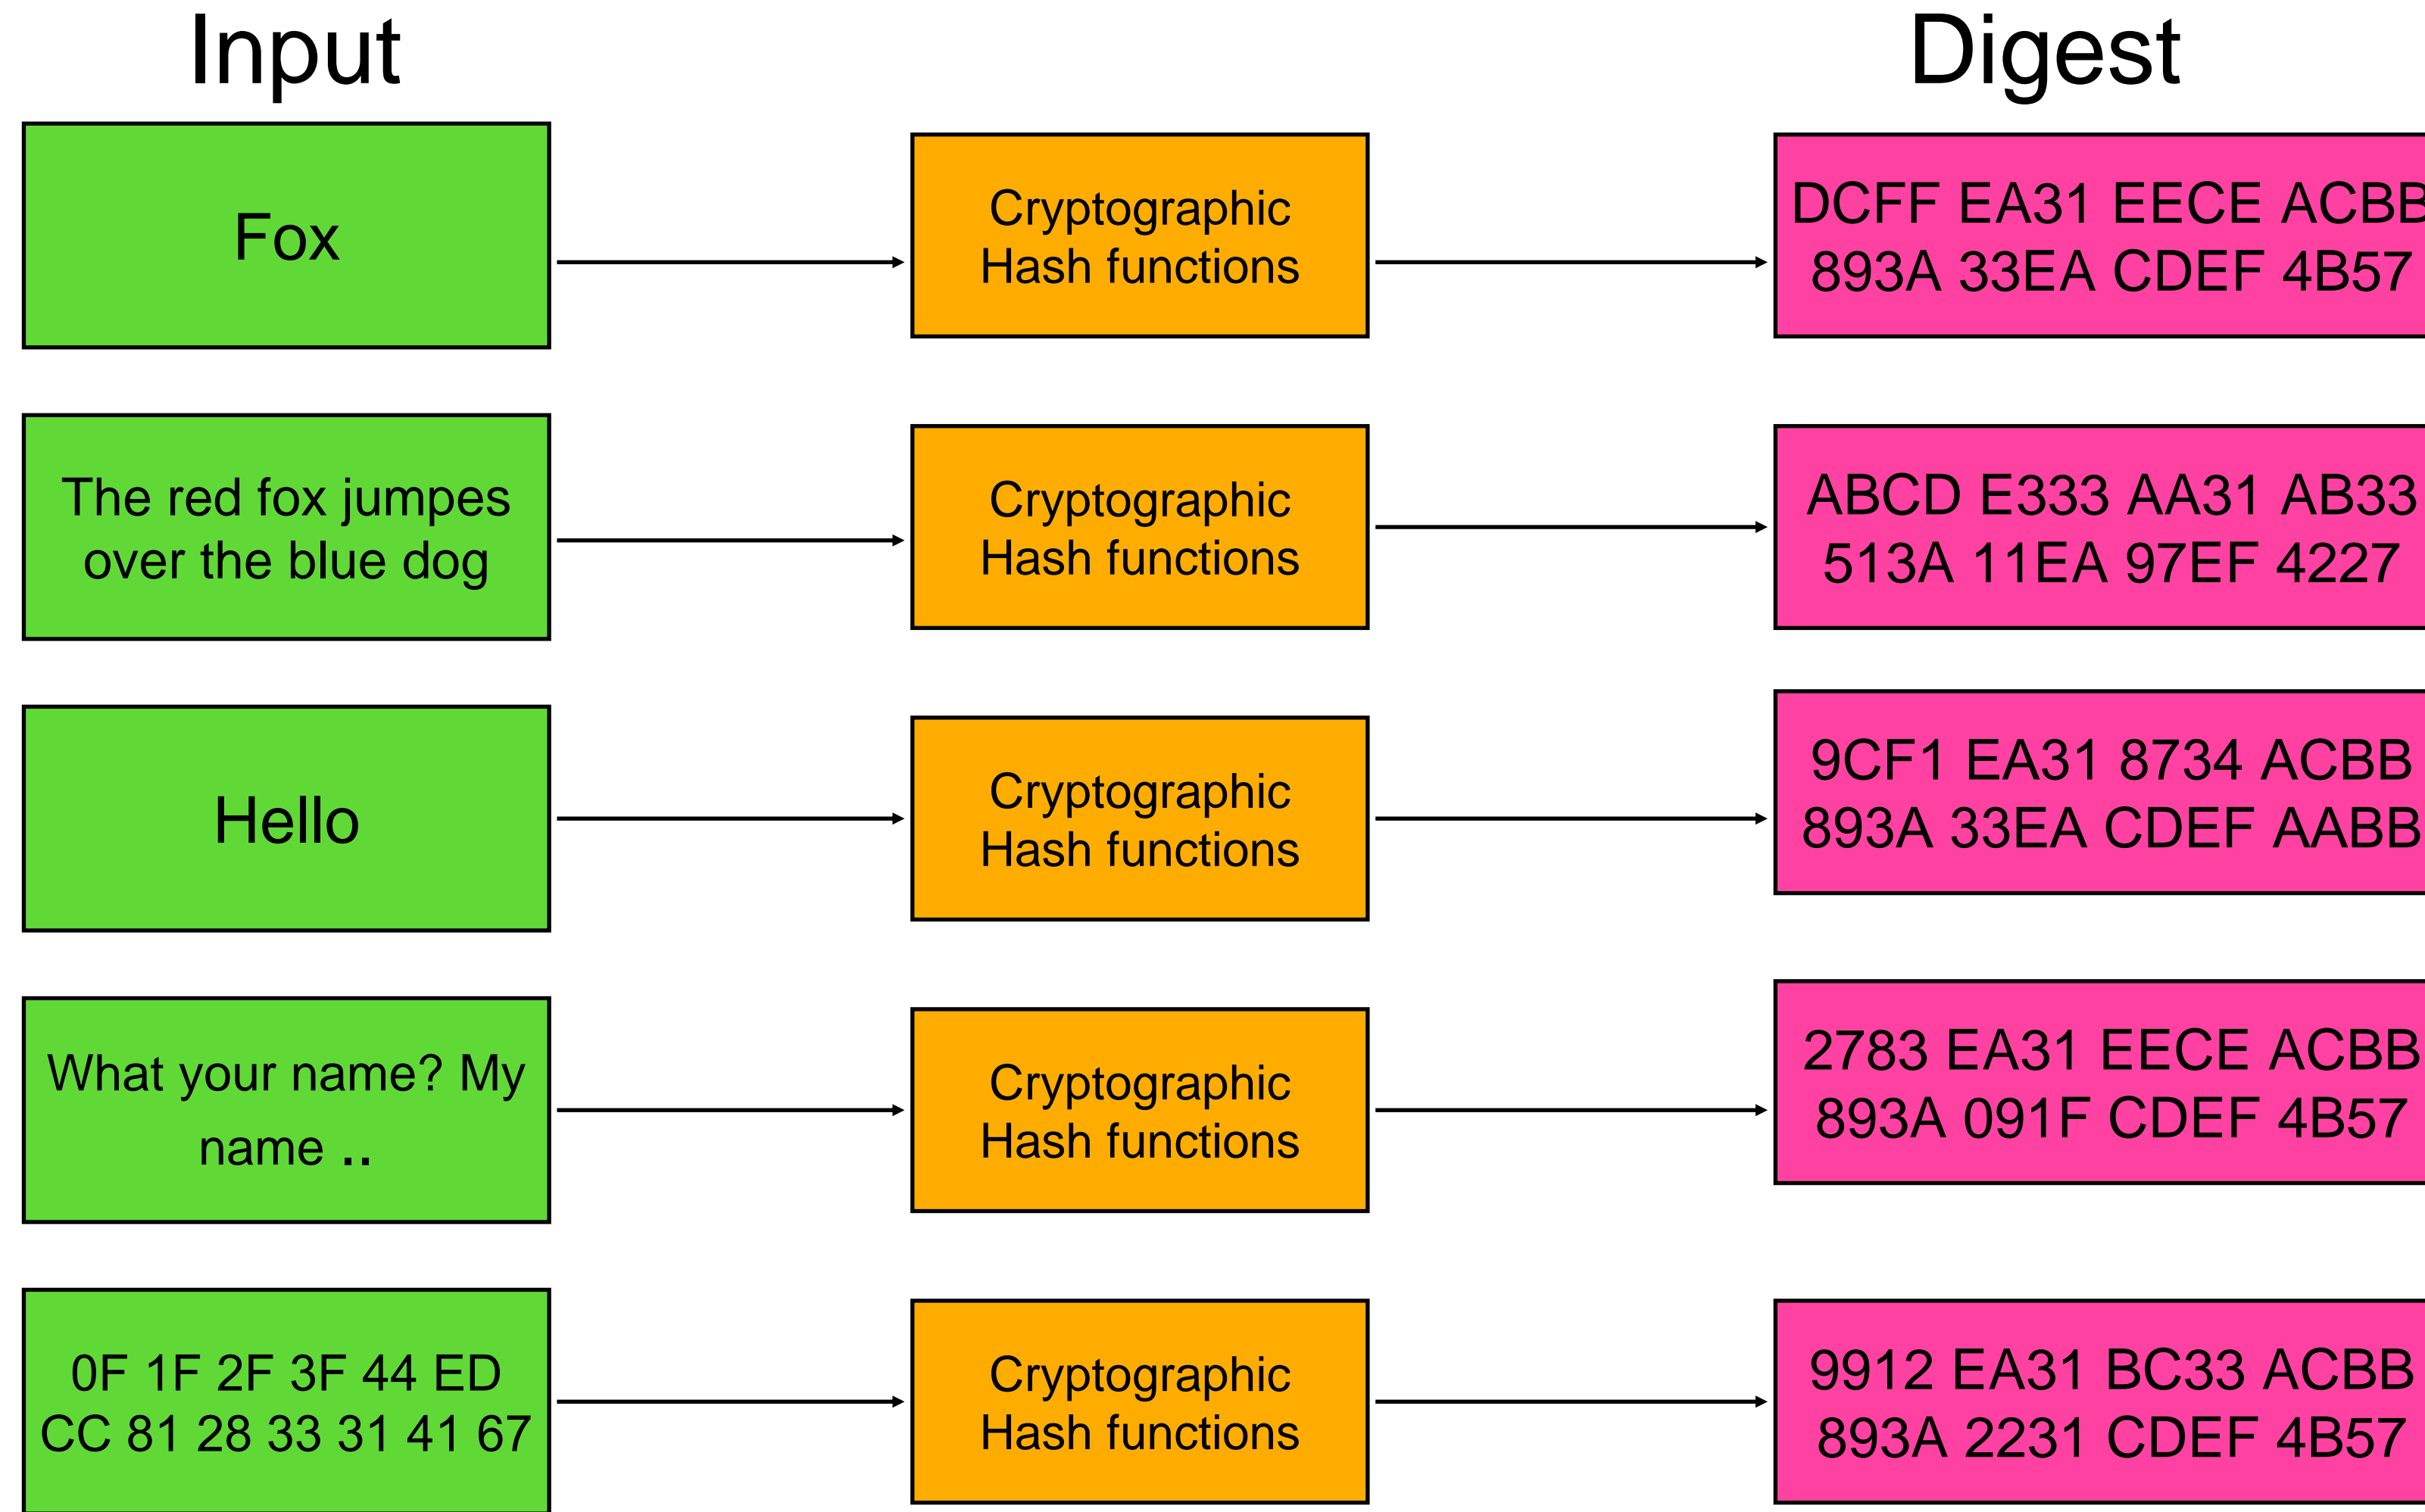 Input
Digest
Fox
Cryptographic
Hash functions
DCFF EA31 EECE ACBB
893A 33EA CDEF 4B57
The red fox jumpes
over the blue dog
Cryptographic
Hash functions
ABCD E333 AA31 AB33
513A 11EA 97EF 4227
Hello
Cryptographic
Hash functions
9CF1 EA31 8734 ACBB
893A 33EA CDEF AABB
What your name? My
name ..
Cryptographic
Hash functions
2783 EA31 EECE ACBB
893A 091F CDEF 4B57
0F 1F 2F 3F 44 ED
CC 81 28 33 31 41 67
Cryptographic
Hash functions
9912 EA31 BC33 ACBB
893A 2231 CDEF 4B57